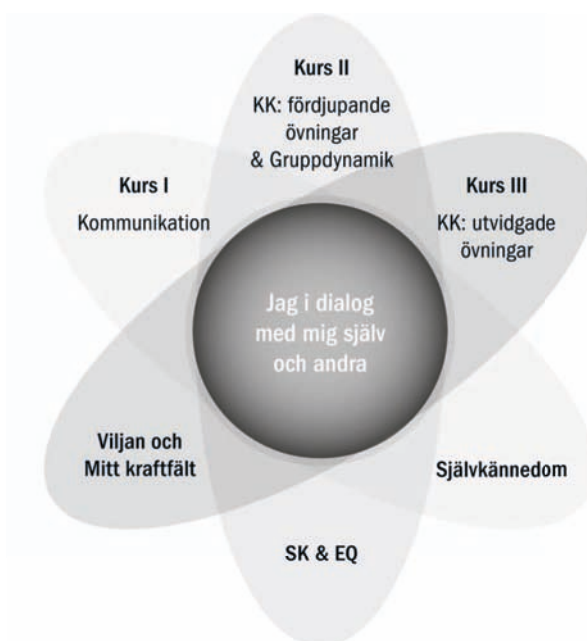 Kurs II
KK: fördjupande
övningar
& Gruppdynamik
Kurs I
Kommunikation
Kurs III
KK: utvidgade
övningar
Jag i dialog
med mig själv
och andra
Viljan och
Mitt kraftfält
Självkännedom
SK & EQ